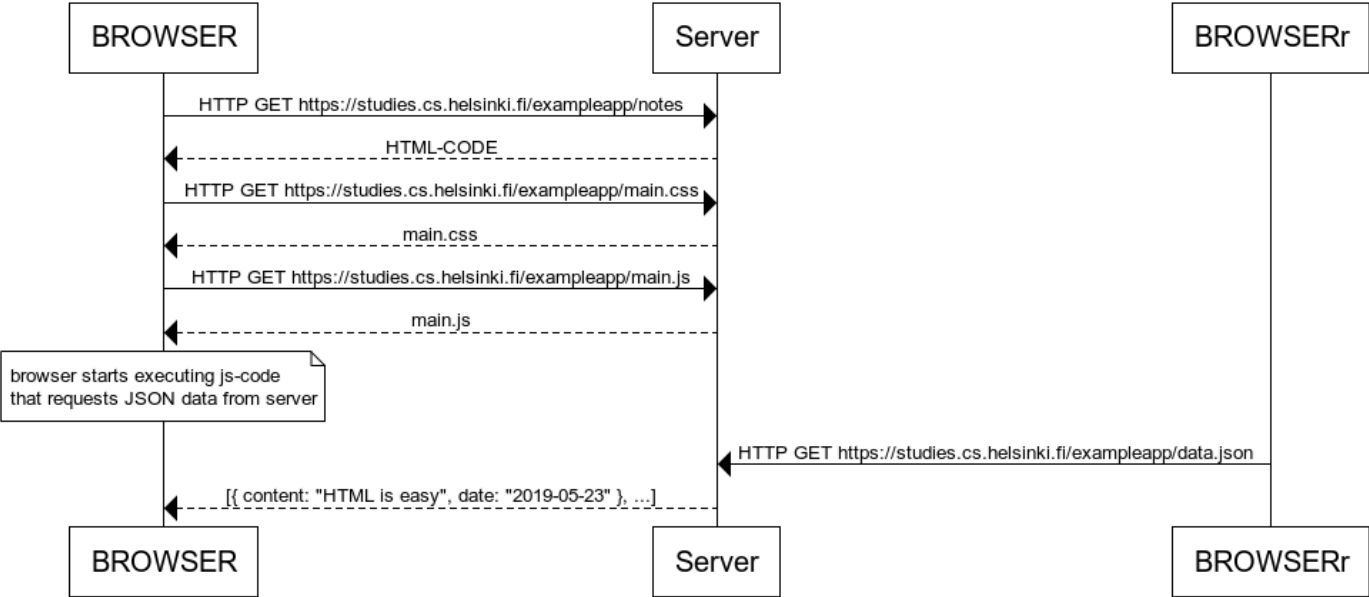 BROWSER
Server
BROWSERr
HTTP GET https://studies.cs.helsinki.fi/exampleapp/notes
HTML-CODE
HTTP GET https://studies.cs.helsinki.fi/exampleapp/main.css
main.css
HTTP GET https://studies.cs.helsinki.fi/exampleapp/main.js
main.js
browser starts executing js-code
that requests JSON data from server
HTTP GET https://studies.cs.helsinki.fi/exampleapp/data.json
[{ content: "HTML is easy", date: "2019-05-23" }, ...]
BROWSER
Server
BROWSERr